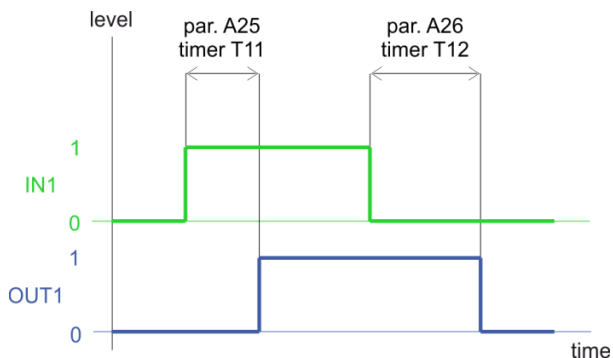 level
par. A25
timer T11
par. A26
timer T12
1
IN1
0
1
OUT1
0
time